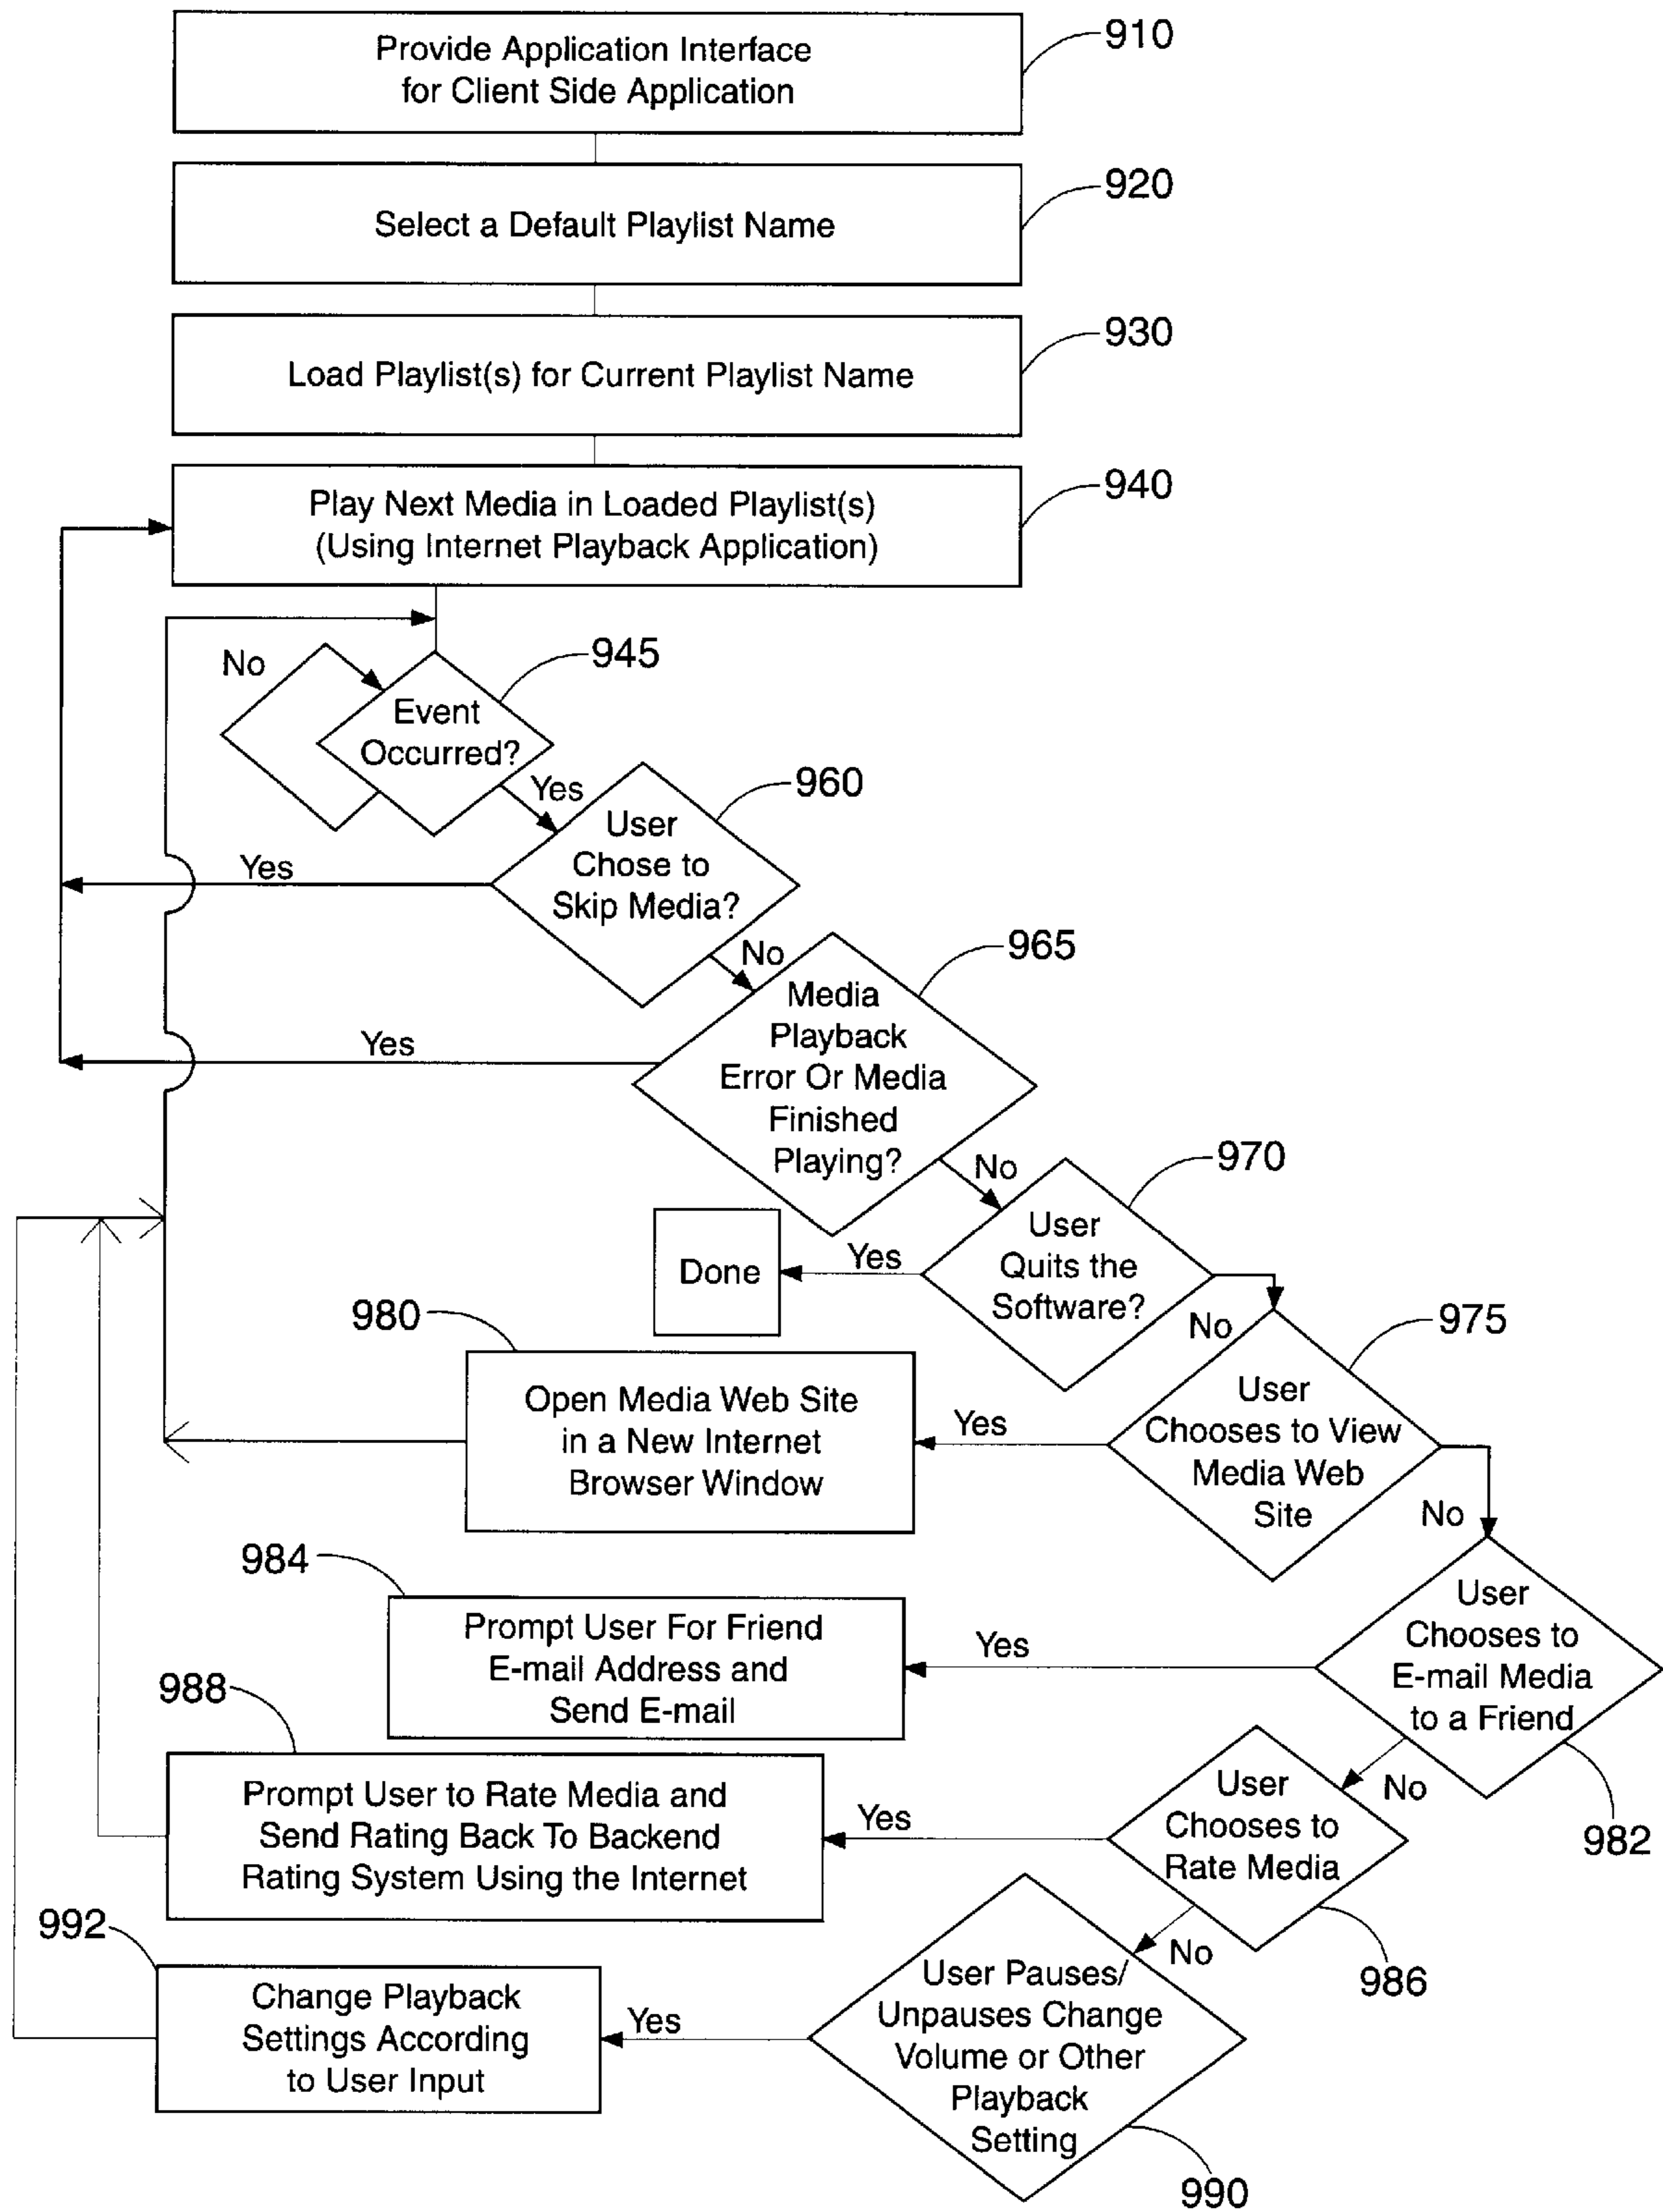 Provide Application Interface
for Client Side Application
910
Select a Default Playlist Name
920
Load Playlist(s) for Current Playlist Name
930
Play Next Media in Loaded Playlist(s)
(Using Internet Playback Application)
940
No
Event
Occurred?
945
Yes
User
Chose to
Skip Media?
960
Yes
No
Media
Playback
Error Or Media
Finished
Playing?
965
Yes
No
User
Quits the
Software?
970
Yes
Done
No
User
Chooses to View
Media Web
Site
975
Yes
980
Open Media Web Site
in a New Internet
Browser Window
No
User
Chooses to
E-mail Media
to a Friend
982
Yes
984
Prompt User For Friend
E-mail Address and
Send E-mail
No
User
Chooses to
Rate Media
986
Yes
988
Prompt User to Rate Media and
Send Rating Back To Backend
Rating System Using the Internet
No
User Pauses/
Unpauses Change
Volume or Other
Playback
Setting
990
Yes
992
Change Playback
Settings According
to User Input